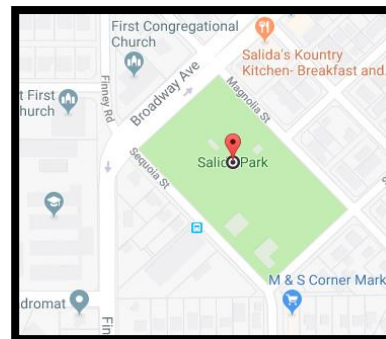 First Congregational
Church
Salida's Kountry
Kitchen- Breakfast and
Finney Rd
Broadway Ave
Magnolia St
t First
hurch
Sequoia St
Salida Park
M & S Corner Mark
dromat
Fin